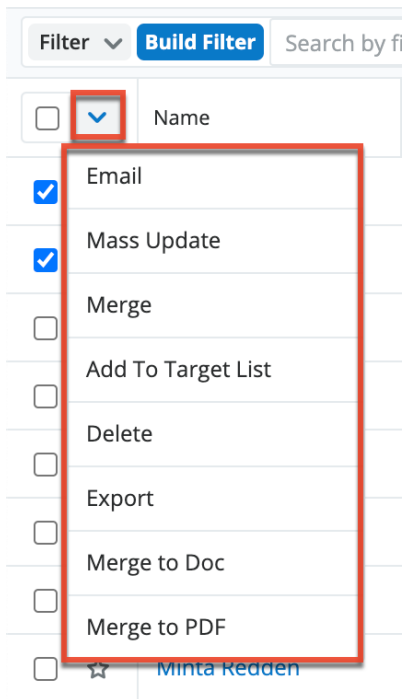 Filter Build Filter Search by fi
Name
Email
Mass Update
Merge
Add To Target List
Delete
Export
Merge to Doc
Merge to PDF
Minta Redden